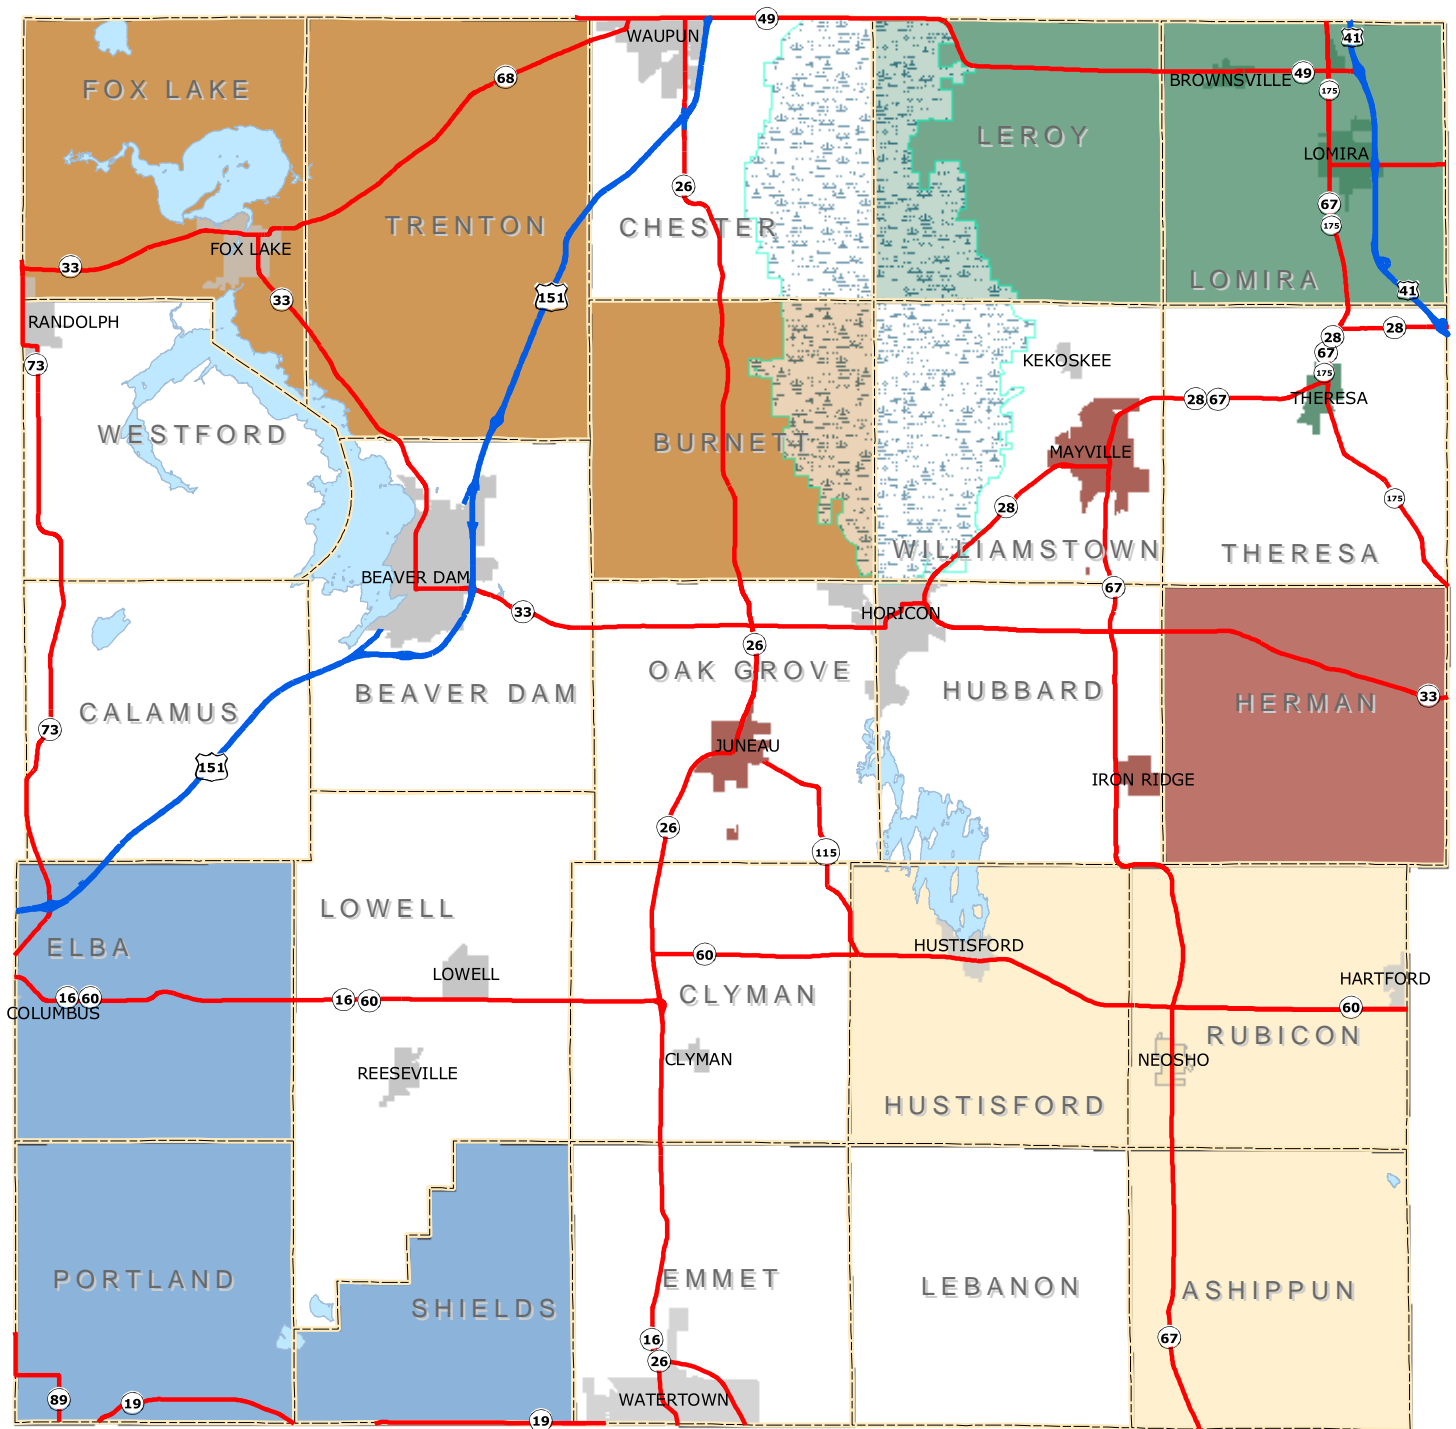 49
WAUPUN
41
FOX LAKE
68
BROWNSVILLE
49
175
LEROY
LOMIRA
26
67
175
TRENTON
CHESTER
FOX LAKE
33
LOMIRA
41
33
151
RANDOLPH
28
28
67
73
KEKOSKEE
175
28
67
THERESA
WESTFORD
BURNETT
MAYVILLE
175
28
WILLIAMSTOWN
THERESA
BEAVER DAM
67
33
HORICON
26
OAK GROVE
BEAVER DAM
HUBBARD
33
HERMAN
CALAMUS
73
JUNEAU
151
IRON RIDGE
26
115
LOWELL
ELBA
HUSTISFORD
60
LOWELL
HARTFORD
16
60
16
60
CLYMAN
COLUMBUS
60
RUBICON
CLYMAN
NEOSHO
REESEVILLE
HUSTISFORD
PORTLAND
EMMET
LEBANON
ASHIPPUN
SHIELDS
16
67
26
89
19
WATERTOWN
19